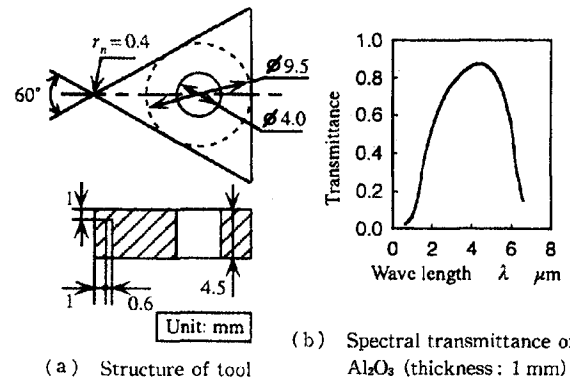 rₙ=0.4
60°
ø9.5
ø4.0
1
1
0.6
4.5
Unit: mm
(a) Structure of tool
Transmittance
1.0
0.8
0.6
0.4
0.2
0.0
0 2 4 6 8
Wave length λ μm
(b) Spectral transmittance o
Al₂O₃ (thickness: 1 mm)